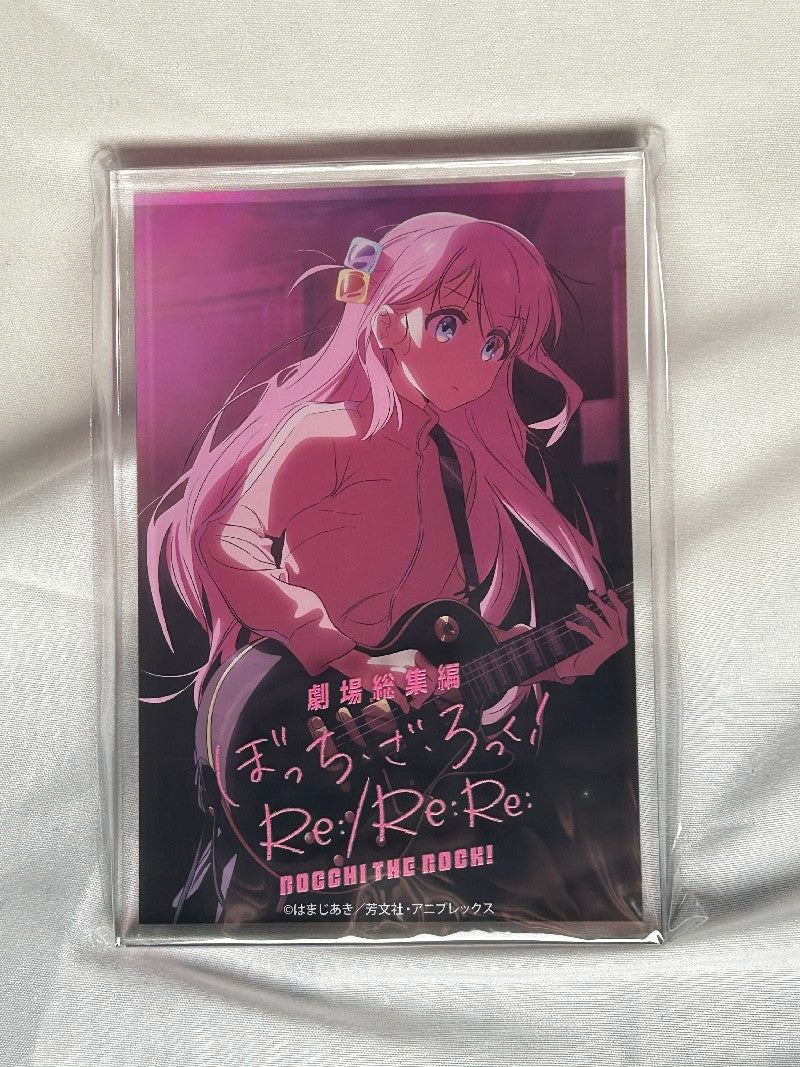 劇場総集編
ぼっち・ざ・ろっく!
Re:/Re:Re:
BOCCHI THE ROCK!
©はまじあき/芳文社・アニプレックス